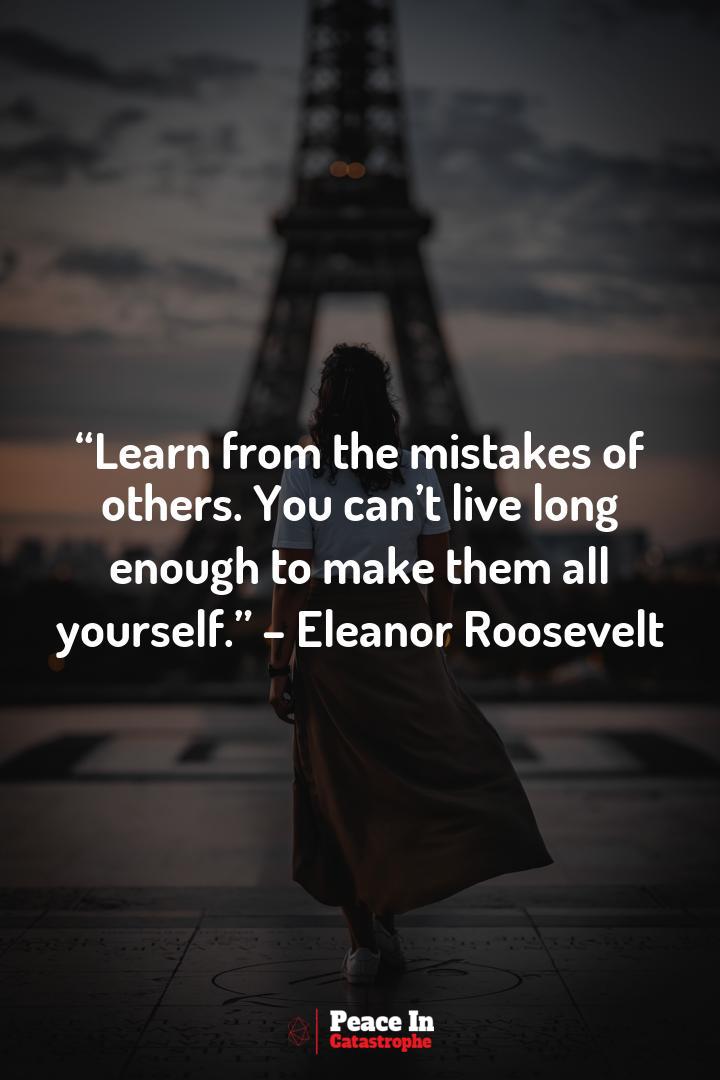 “Learn from the mistakes of
others. You can’t live long
enough to make them all
yourself.” – Eleanor Roosevelt
Peace In
Catastrophe